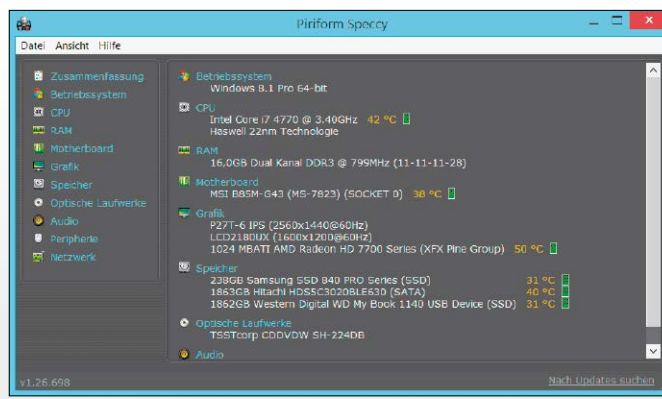 Piriform Speccy
Datei Ansicht Hilfe
Zusammenfassung
Betriebssystem
CPU
RAM
Motherboard
Grafik
Speicher
Optische Laufwerke
Audio
Peripherie
Netzwerk
Betriebssystem
Windows 8.1 Pro 64-bit
CPU
Intel Core i7 4770 @ 3.40GHz 42 °C
Haswell 22nm Technologie
RAM
16,0GB Dual Kanal DDR3 @ 799MHz (11-11-11-28)
Motherboard
MSI B85M-G43 (MS-7823) (SOCKET 0) 38 °C
Grafik
P27T-6 IPS (2560x1440@60Hz)
LCD2180UX (1600x1200@60Hz)
1024 MBATI AMD Radeon HD 7700 Series (XFX Pine Group) 50 °C
Speicher
238GB Samsung SSD 840 PRO Series (SSD) 31 °C
1863GB Hitachi HDS5C3020BLE630 (SATA) 40 °C
1862GB Western Digital WD My Book 1140 USB Device (SSD) 31 °C
Optische Laufwerke
TSSTcorp CDDVDW SH-224DB
Audio
v1.26.698
Nach Updates suchen